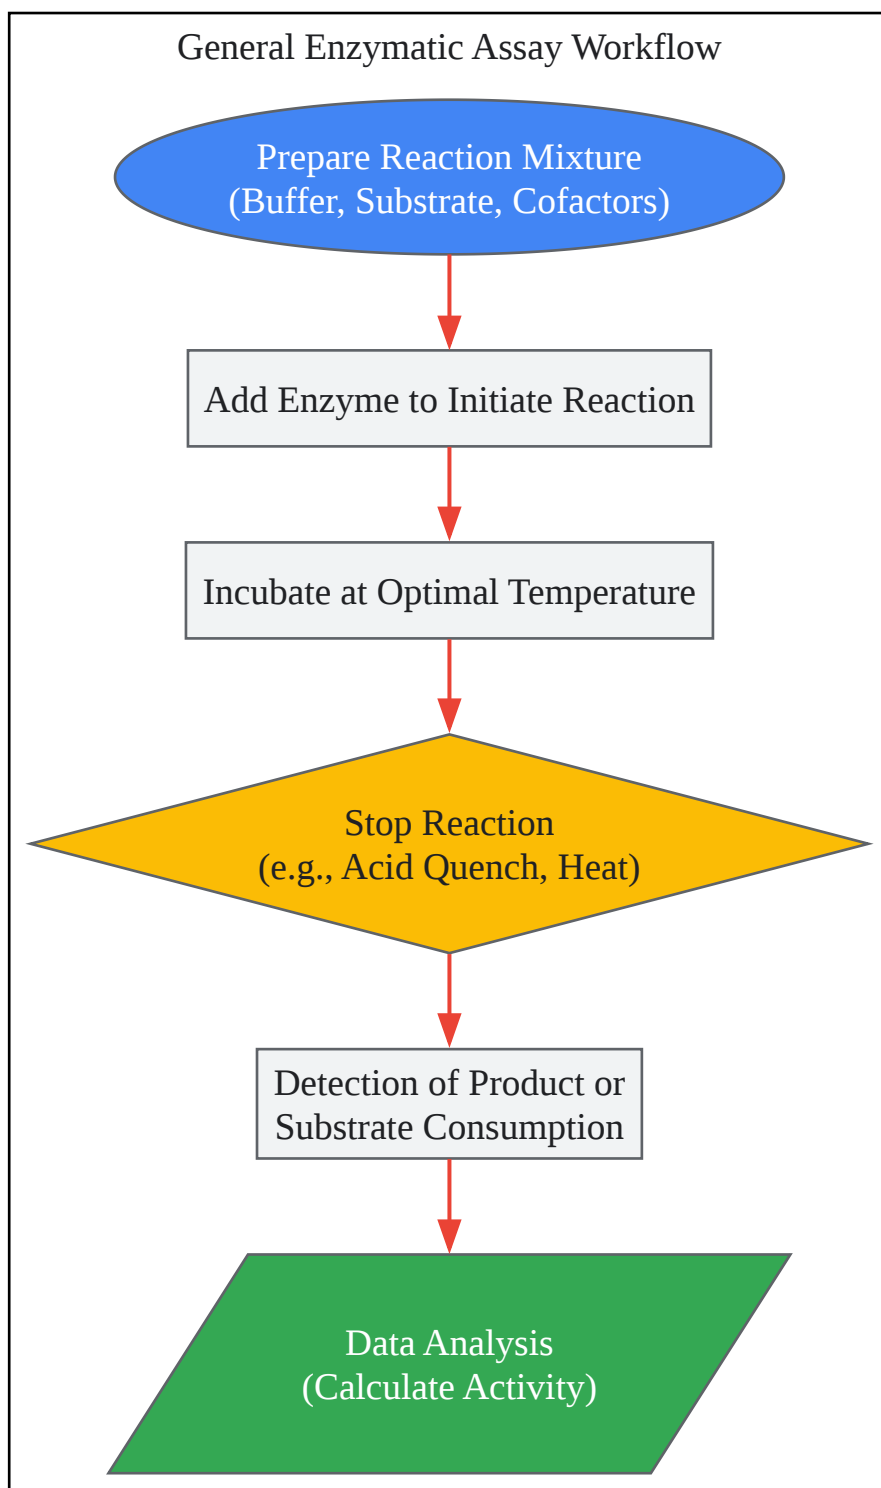 General Enzymatic Assay Workflow
Prepare Reaction Mixture
(Buffer, Substrate, Cofactors)
Add Enzyme to Initiate Reaction
Incubate at Optimal Temperature
Stop Reaction
(e.g., Acid Quench, Heat)
Detection of Product or
Substrate Consumption
Data Analysis
(Calculate Activity)